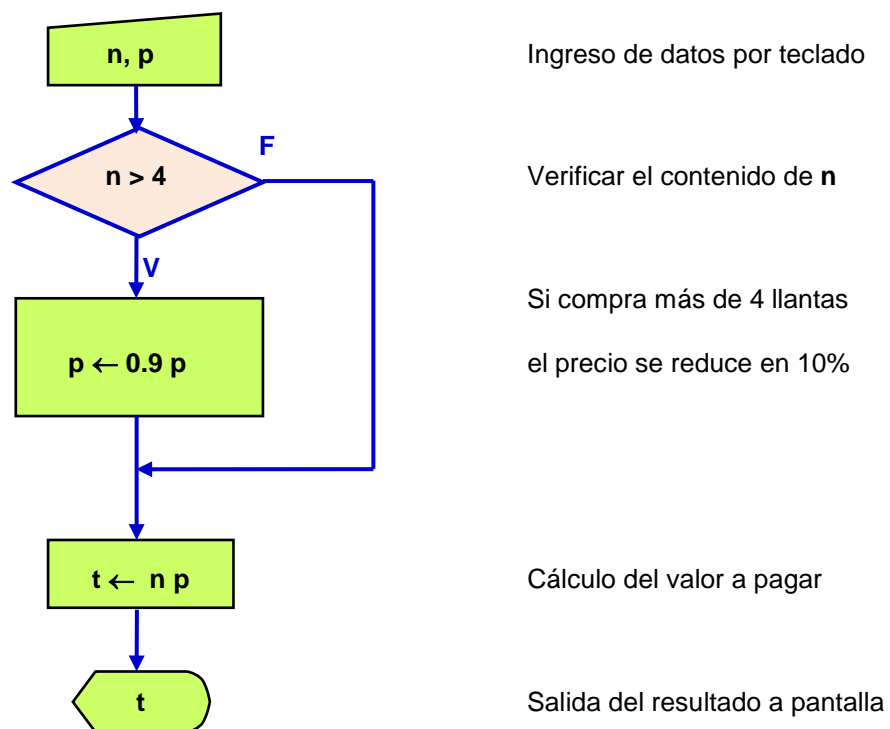 n, p
Ingreso de datos por teclado
F
n > 4
Verificar el contenido de n
V
Si compra más de 4 llantas
p ← 0.9 p
el precio se reduce en 10%
t ← n p
Cálculo del valor a pagar
t
Salida del resultado a pantalla